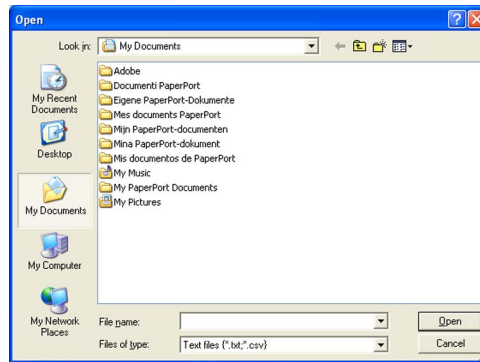 Open
Look in: My Documents
My Recent
Documents
Desktop
My Documents
My Computer
My Network
Places
Adobe
Documenti PaperPort
Eigene PaperPort-Dokumente
Mes documents PaperPort
Mijn PaperPort-documenten
Mina PaperPort-dokument
Mis documentos de PaperPort
My Music
My PaperPort Documents
My Pictures
File name:
Open
Files of type: Text files {*.txt;*.csv}
Cancel